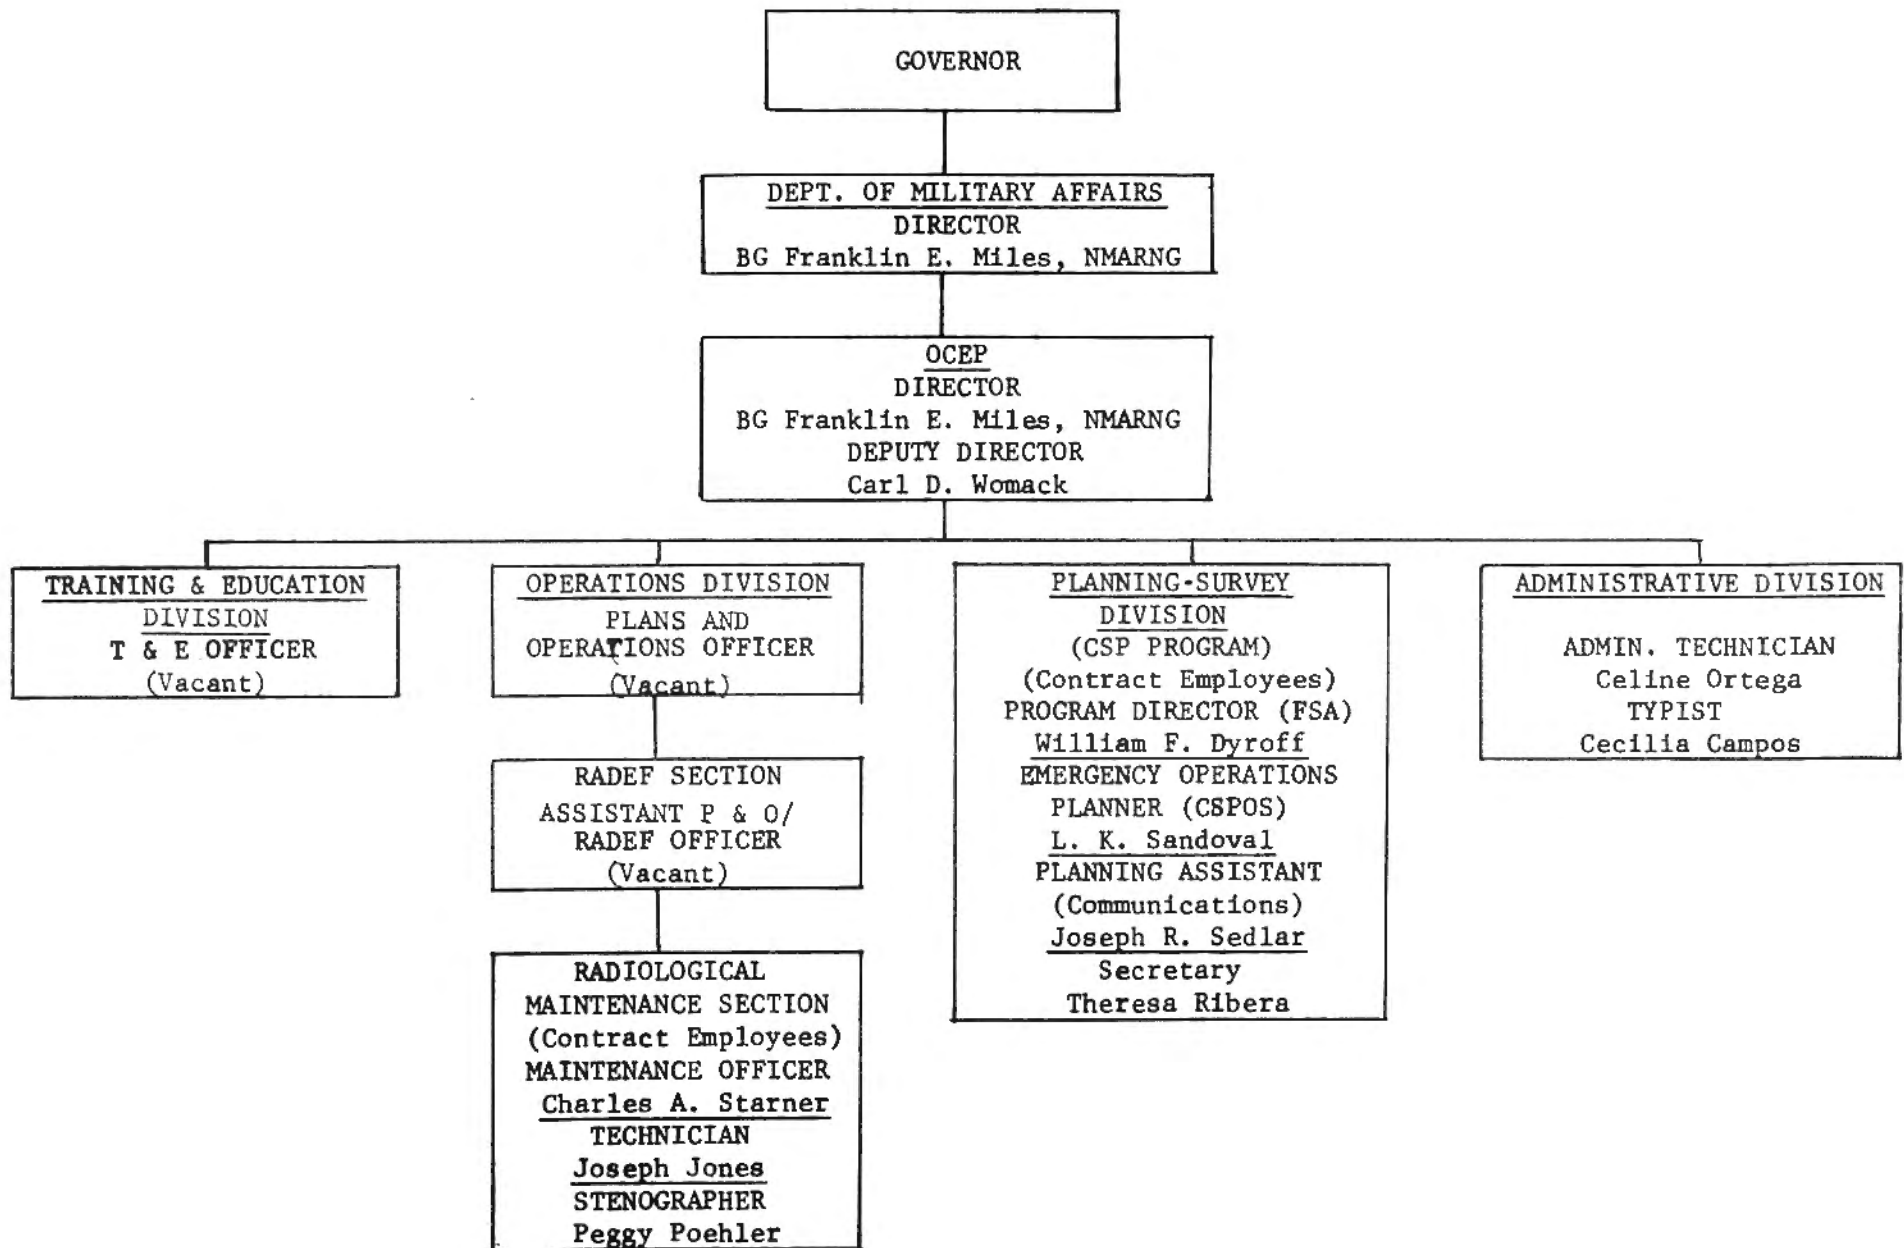 GOVERNOR
DEPT. OF MILITARY AFFAIRS
DIRECTOR
BG Franklin E. Miles, NMARNG
OCEP
DIRECTOR
BG Franklin E. Miles, NMARNG
DEPUTY DIRECTOR
Carl D. Womack
TRAINING & EDUCATION
DIVISION
T & E OFFICER
(Vacant)
OPERATIONS DIVISION
PLANS AND
OPERATIONS OFFICER
(Vacant)
RADEF SECTION
ASSISTANT P & O/
RADEF OFFICER
(Vacant)
RADIOLOGICAL
MAINTENANCE SECTION
(Contract Employees)
MAINTENANCE OFFICER
Charles A. Starner
TECHNICIAN
Joseph Jones
STENOGRAPHER
Peggy Poehler
PLANNING-SURVEY
DIVISION
(CSP PROGRAM)
(Contract Employees)
PROGRAM DIRECTOR (FSA)
William F. Dyroff
EMERGENCY OPERATIONS
PLANNER (CSPOS)
L. K. Sandoval
PLANNING ASSISTANT
(Communications)
Joseph R. Sedlar
Secretary
Theresa Ribera
ADMINISTRATIVE DIVISION
ADMIN. TECHNICIAN
Celine Ortega
TYPIST
Cecilia Campos